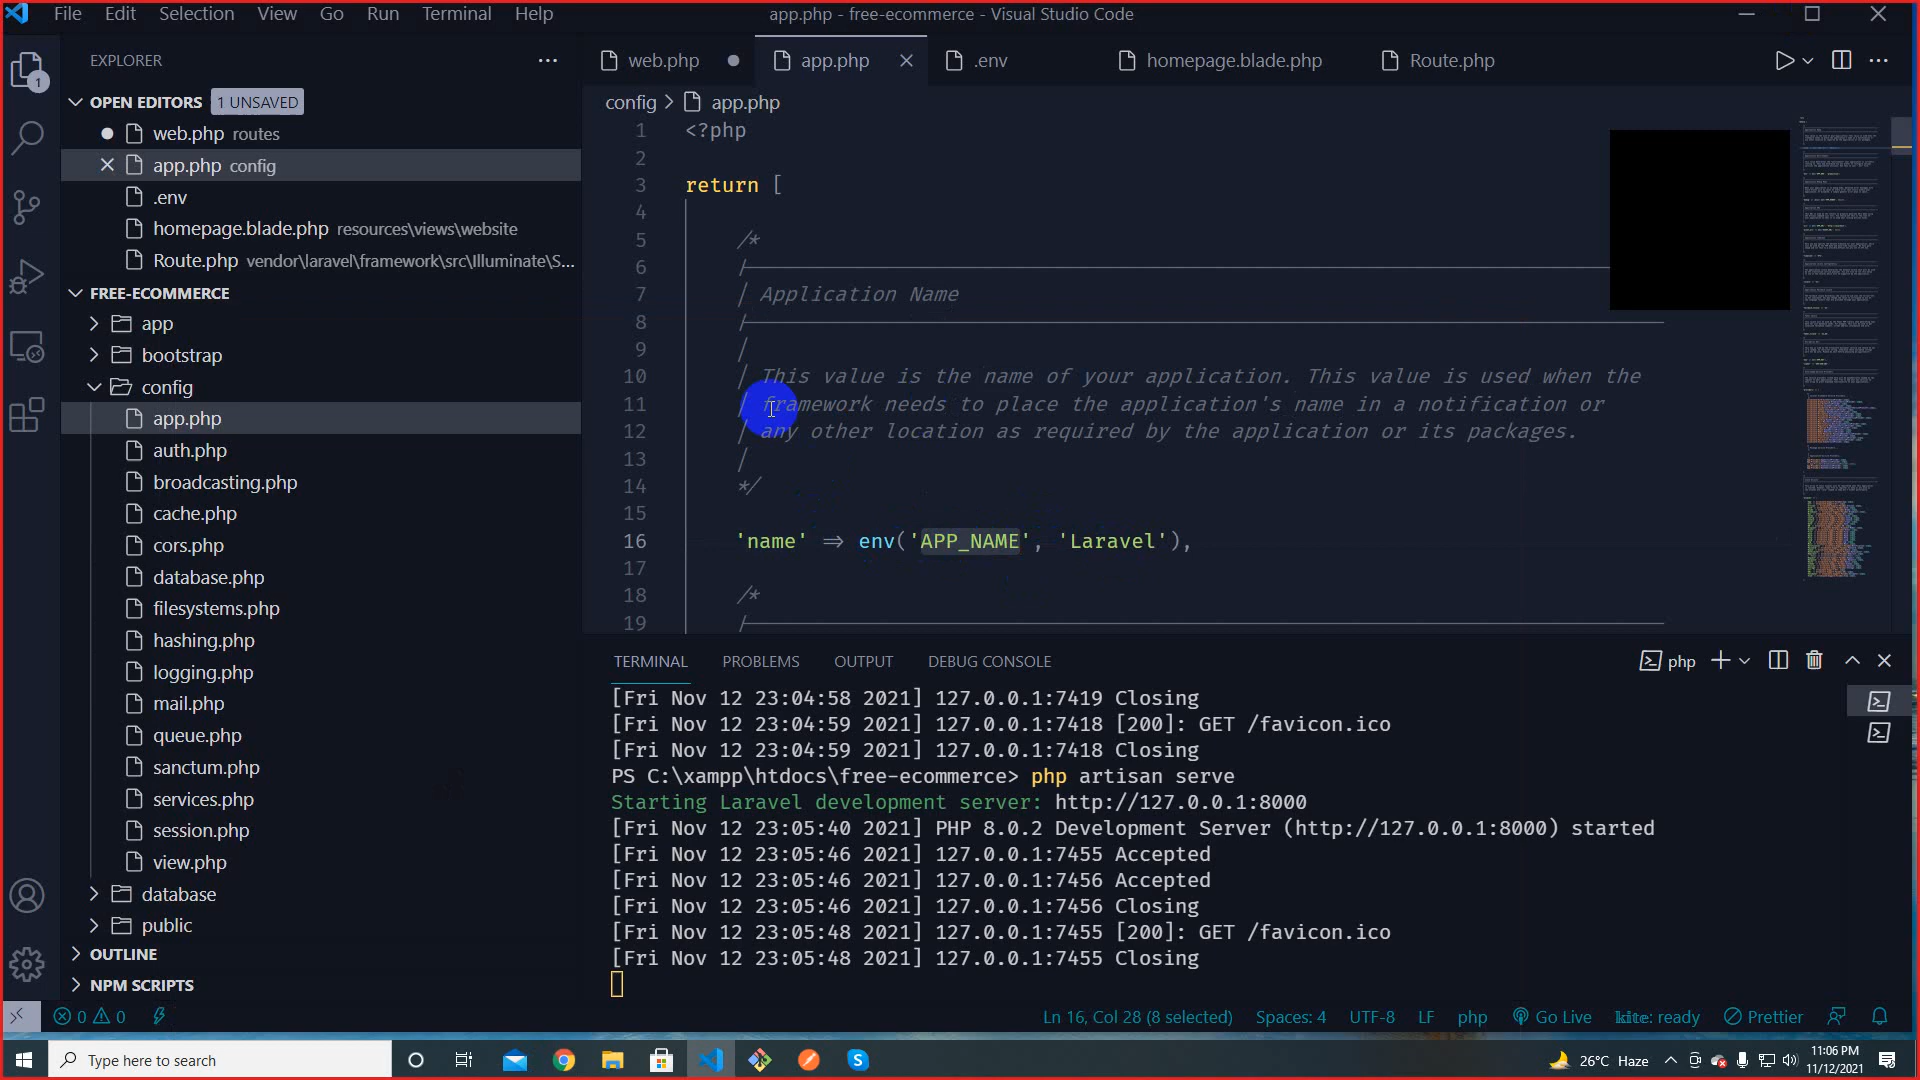 File Edit Selection View Go Run Terminal Help
app.php - free-ecommerce - Visual Studio Code
EXPLORER
web.php
app.php
.env
homepage.blade.php
Route.php
1
OPEN EDITORS 1 UNSAVED
web.php routes
app.php config
.env
homepage.blade.php resources\views\website
Route.php vendor\laravel\framework\src\Illuminate\S...
FREE-ECOMMERCE
app
bootstrap
config
app.php
auth.php
broadcasting.php
cache.php
cors.php
database.php
filesystems.php
hashing.php
logging.php
mail.php
queue.php
sanctum.php
services.php
session.php
view.php
database
public
OUTLINE
NPM SCRIPTS
config > app.php
1 <?php
2
3 return [
4
5 /*
6 |
7 | Application Name
8 |
9 |
10 | This value is the name of your application. This value is used when the
11 | framework needs to place the application's name in a notification or
12 | any other location as required by the application or its packages.
13 |
14 */
15
16 'name' => env('APP_NAME', 'Laravel'),
17
18 /*
19 |
TERMINAL PROBLEMS OUTPUT DEBUG CONSOLE
php
[Fri Nov 12 23:04:58 2021] 127.0.0.1:7419 Closing
[Fri Nov 12 23:04:59 2021] 127.0.0.1:7418 [200]: GET /favicon.ico
[Fri Nov 12 23:04:59 2021] 127.0.0.1:7418 Closing
PS C:\xampp\htdocs\free-ecommerce> php artisan serve
Starting Laravel development server: http://127.0.0.1:8000
[Fri Nov 12 23:05:40 2021] PHP 8.0.2 Development Server (http://127.0.0.1:8000) started
[Fri Nov 12 23:05:46 2021] 127.0.0.1:7455 Accepted
[Fri Nov 12 23:05:46 2021] 127.0.0.1:7456 Accepted
[Fri Nov 12 23:05:46 2021] 127.0.0.1:7456 Closing
[Fri Nov 12 23:05:48 2021] 127.0.0.1:7455 [200]: GET /favicon.ico
[Fri Nov 12 23:05:48 2021] 127.0.0.1:7455 Closing
0 0
Ln 16, Col 28 (8 selected) Spaces: 4 UTF-8 LF php Go Live kite: ready Prettier
Type here to search
26°C Haze
11:06 PM
11/12/2021